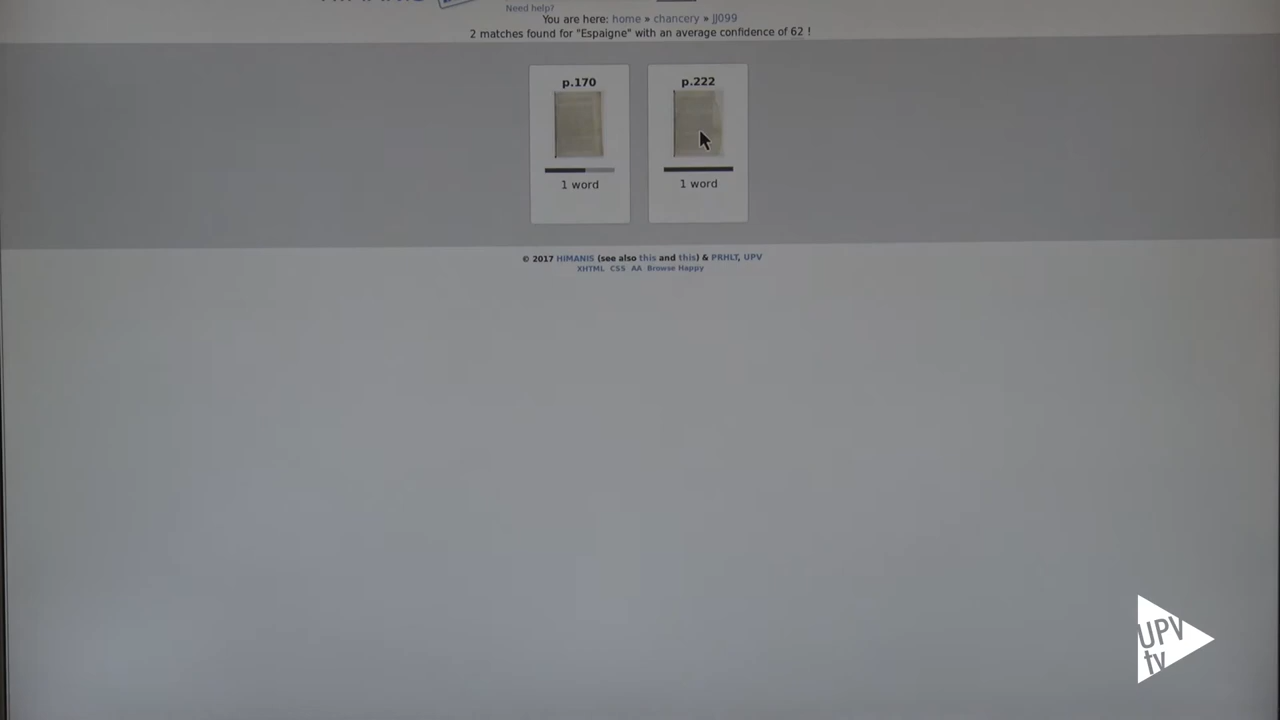 HIMANIS
Need help?
You are here: home » chancery » JJ099
2 matches found for "Espaigne" with an average confidence of 62 !
p.170
1 word
p.222
1 word
© 2017 HIMANIS (see also this and this) & PRHLT, UPV
XHTML CSS AA Browse Happy
UPV
tv